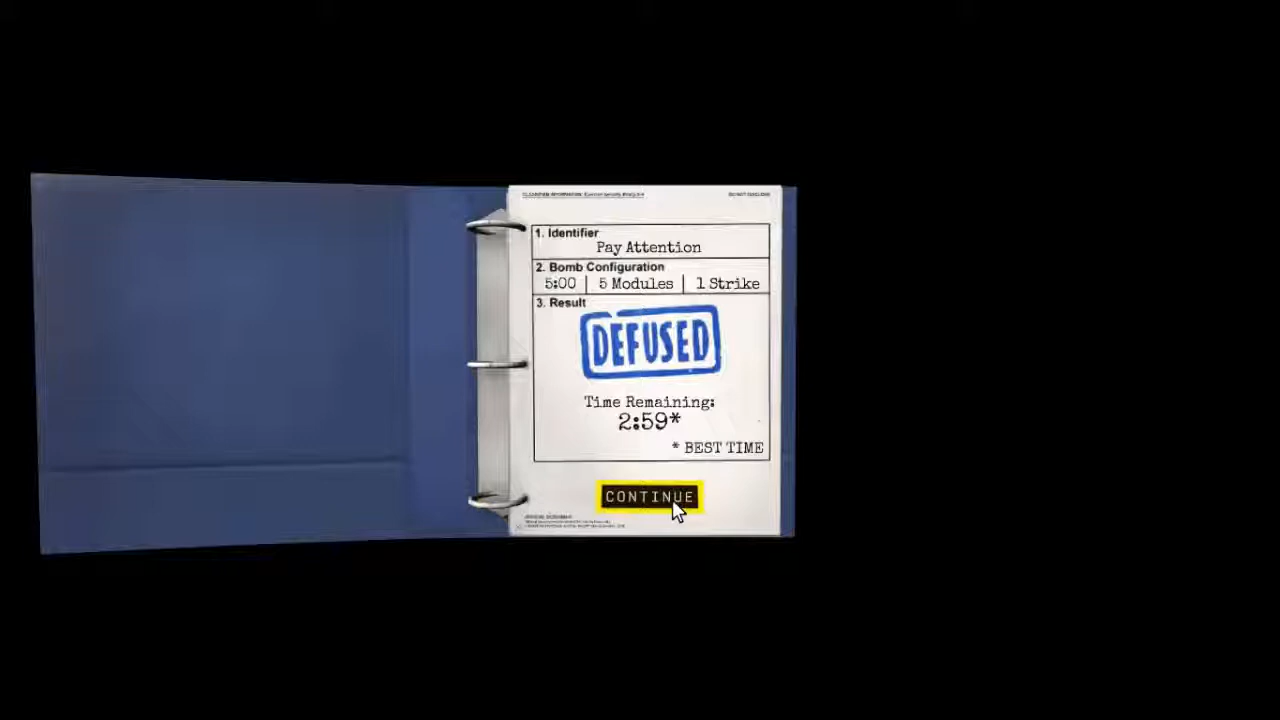 1. Identifier
Pay Attention
2. Bomb Configuration
5:00 | 5 Modules | 1 Strike
3. Result
DEFUSED
Time Remaining:
2:59*
* BEST TIME
CONTINUE